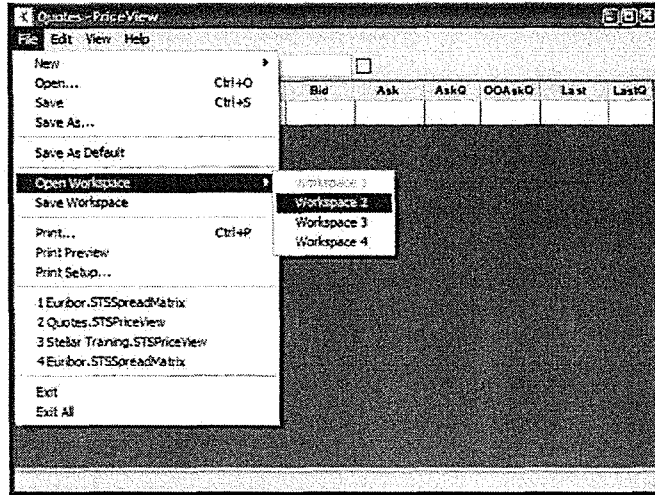 Quotes - PriceView
File Edit View Help
New
Open... Ctrl+O
Save Ctrl+S
Save As...
Save As Default
Open Workspace
Save Workspace
Print... Ctrl+P
Print Preview
Print Setup...
1 Euribor.STSSpreadMatrix
2 Quotes.STSPriceView
3 Stellar Training.STSPriceView
4 Euribor.STSSpreadMatrix
Exit
Exit All
Workspace 1
Workspace 2
Workspace 3
Workspace 4
Bid Ask AskQ OOAskQ Last LastQ